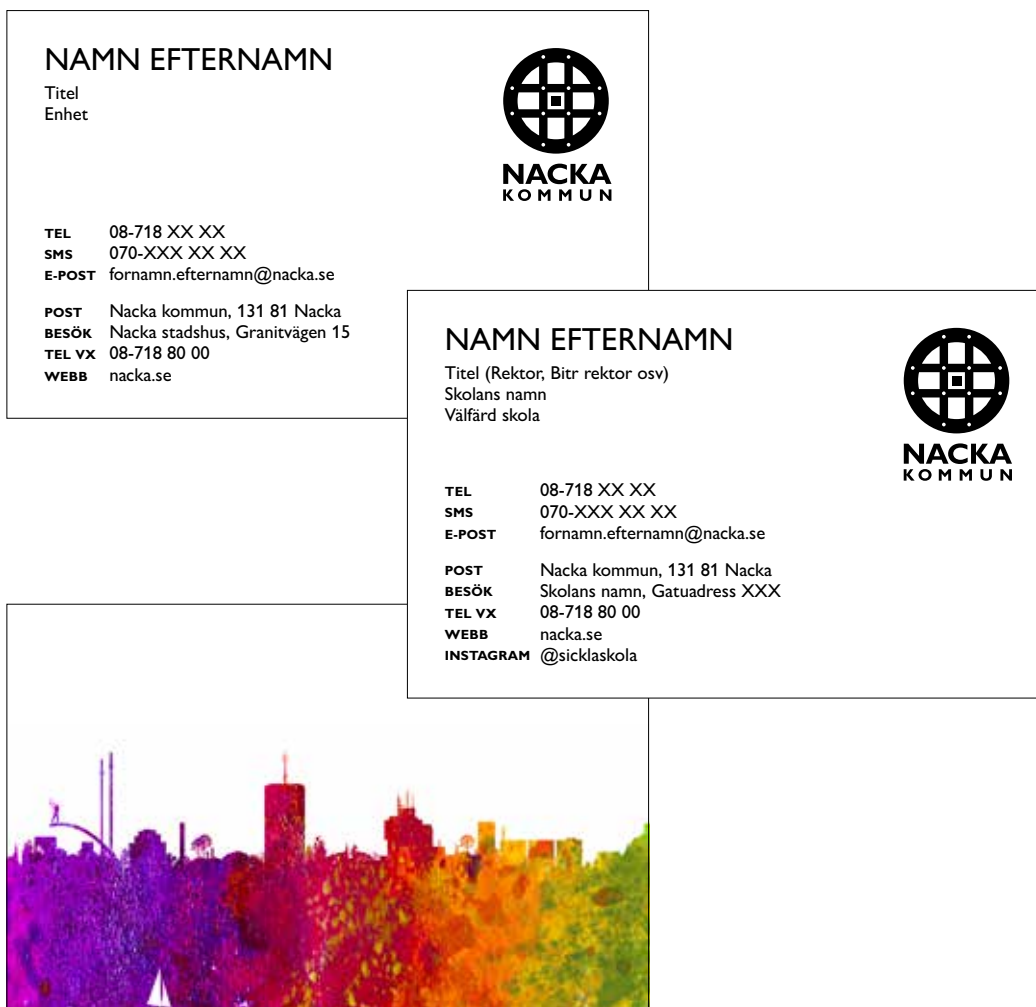 NAMN EFTERNAMN
Titel
Enhet
NACKA
KOMMUN
TEL 08-718 XX XX
SMS 070-XXX XX XX
E-POST fornamn.efternamn@nacka.se
POST Nacka kommun, 131 81 Nacka
BESÖK Nacka stadshus, Granitvägen 15
TEL VX 08-718 80 00
WEBB nacka.se
NAMN EFTERNAMN
Titel (Rektor, Bitr rektor osv)
Skolans namn
Välfärd skola
NACKA
KOMMUN
TEL 08-718 XX XX
SMS 070-XXX XX XX
E-POST fornamn.efternamn@nacka.se
POST Nacka kommun, 131 81 Nacka
BESÖK Skolans namn, Gatuadress XXX
TEL VX 08-718 80 00
WEBB nacka.se
INSTAGRAM @sicklaskola